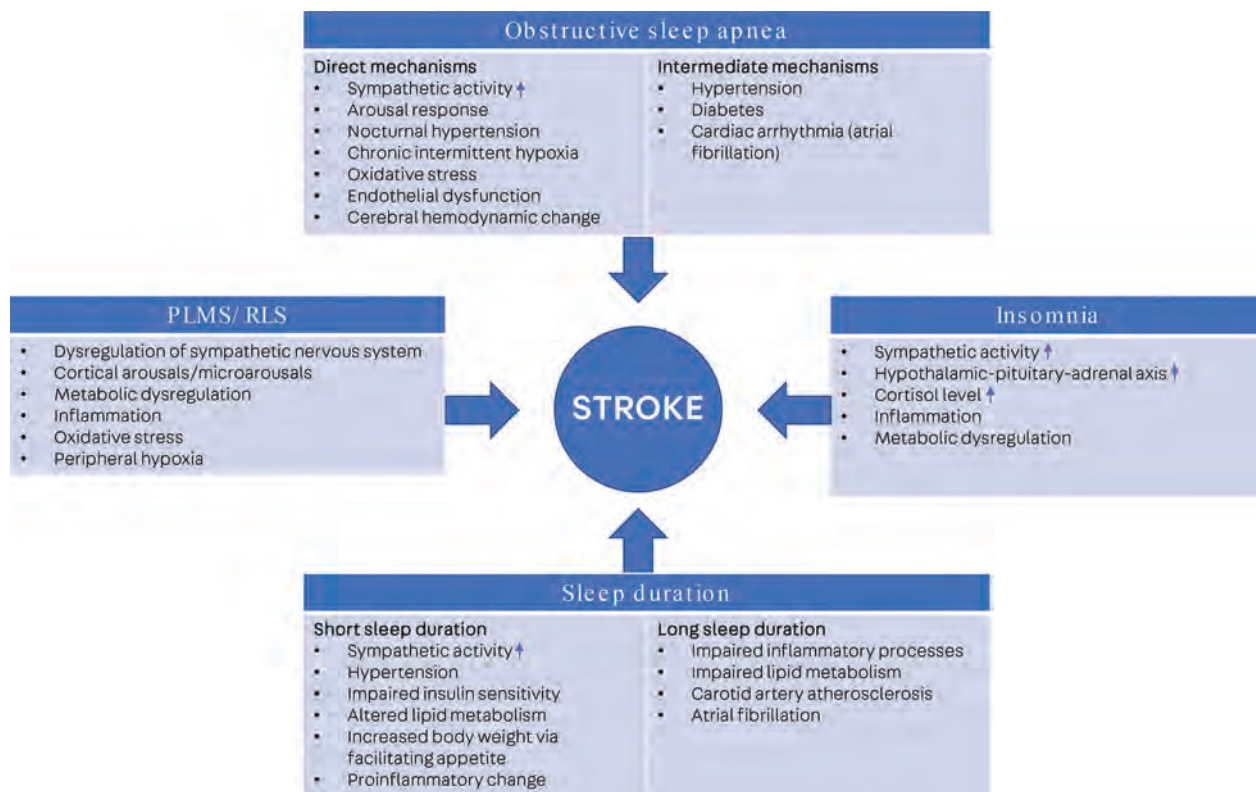 Obstructive sleep apnea
Direct mechanisms
• Sympathetic activity ↑
• Arousal response
• Nocturnal hypertension
• Chronic intermittent hypoxia
• Oxidative stress
• Endothelial dysfunction
• Cerebral hemodynamic change
Intermediate mechanisms
• Hypertension
• Diabetes
• Cardiac arrhythmia (atrial
fibrillation)
PLMS/RLS
• Dysregulation of sympathetic nervous system
• Cortical arousals/microarousals
• Metabolic dysregulation
• Inflammation
• Oxidative stress
• Peripheral hypoxia
STROKE
Insomnia
• Sympathetic activity ↑
• Hypothalamic-pituitary-adrenal axis ↑
• Cortisol level ↑
• Inflammation
• Metabolic dysregulation
Sleep duration
Short sleep duration
• Sympathetic activity ↑
• Hypertension
• Impaired insulin sensitivity
• Altered lipid metabolism
• Increased body weight via
facilitating appetite
• Proinflammatory change
Long sleep duration
• Impaired inflammatory processes
• Impaired lipid metabolism
• Carotid artery atherosclerosis
• Atrial fibrillation